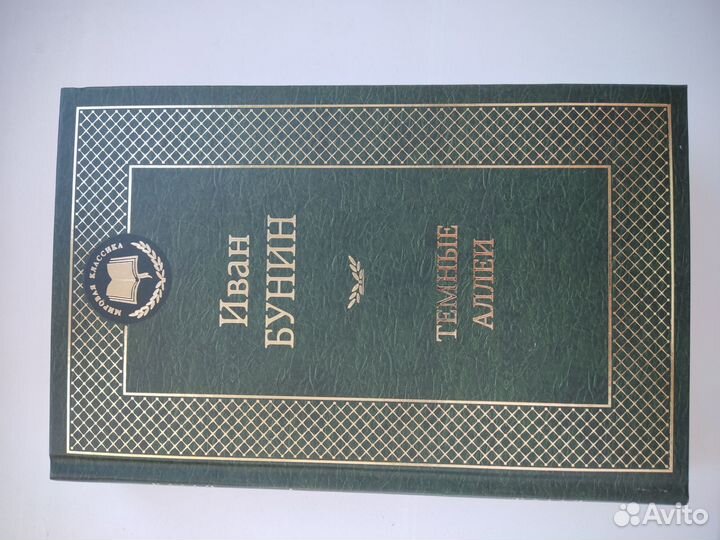 МИРОВАЯ КЛАССИКА
Иван
БУНИН
ТЕМНЫЕ
АЛЛЕИ
Avito